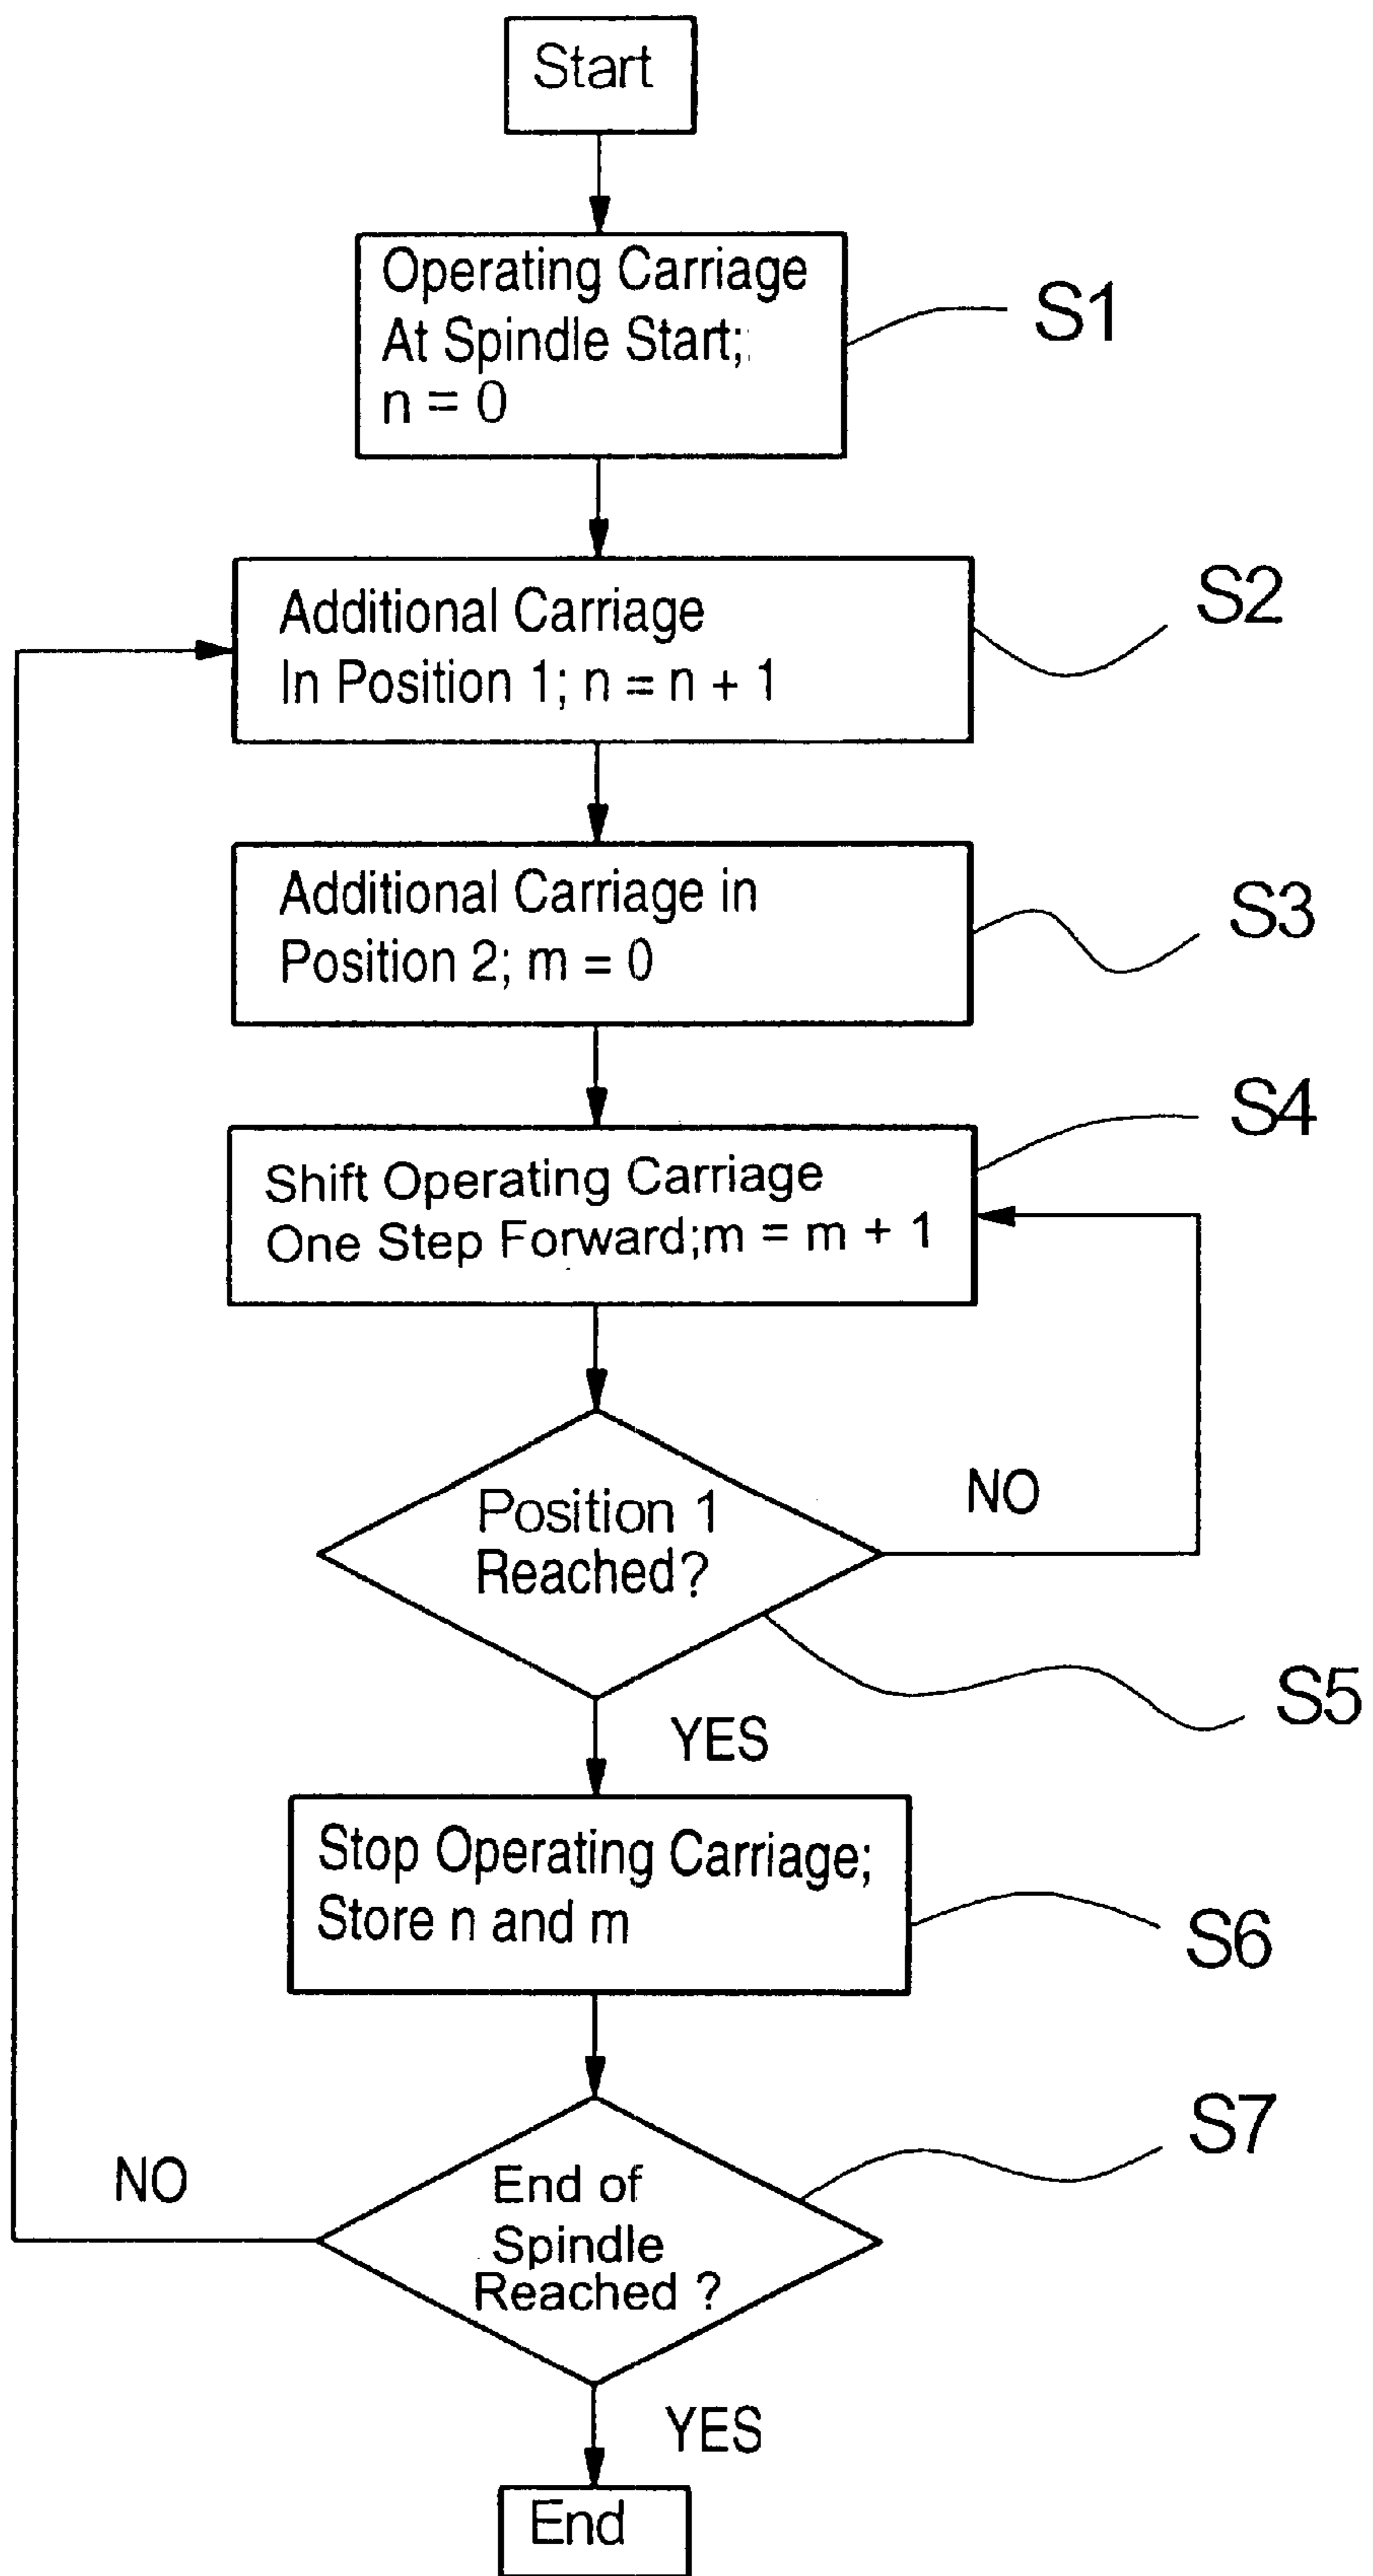 Start
Operating Carriage
At Spindle Start;
n = 0
S1
Additional Carriage
In Position 1; n = n + 1
S2
Additional Carriage in
Position 2; m = 0
S3
Shift Operating Carriage
One Step Forward;m = m + 1
S4
Position 1
Reached?
NO
S5
YES
Stop Operating Carriage;
Store n and m
S6
End of
Spindle
Reached ?
S7
NO
YES
End